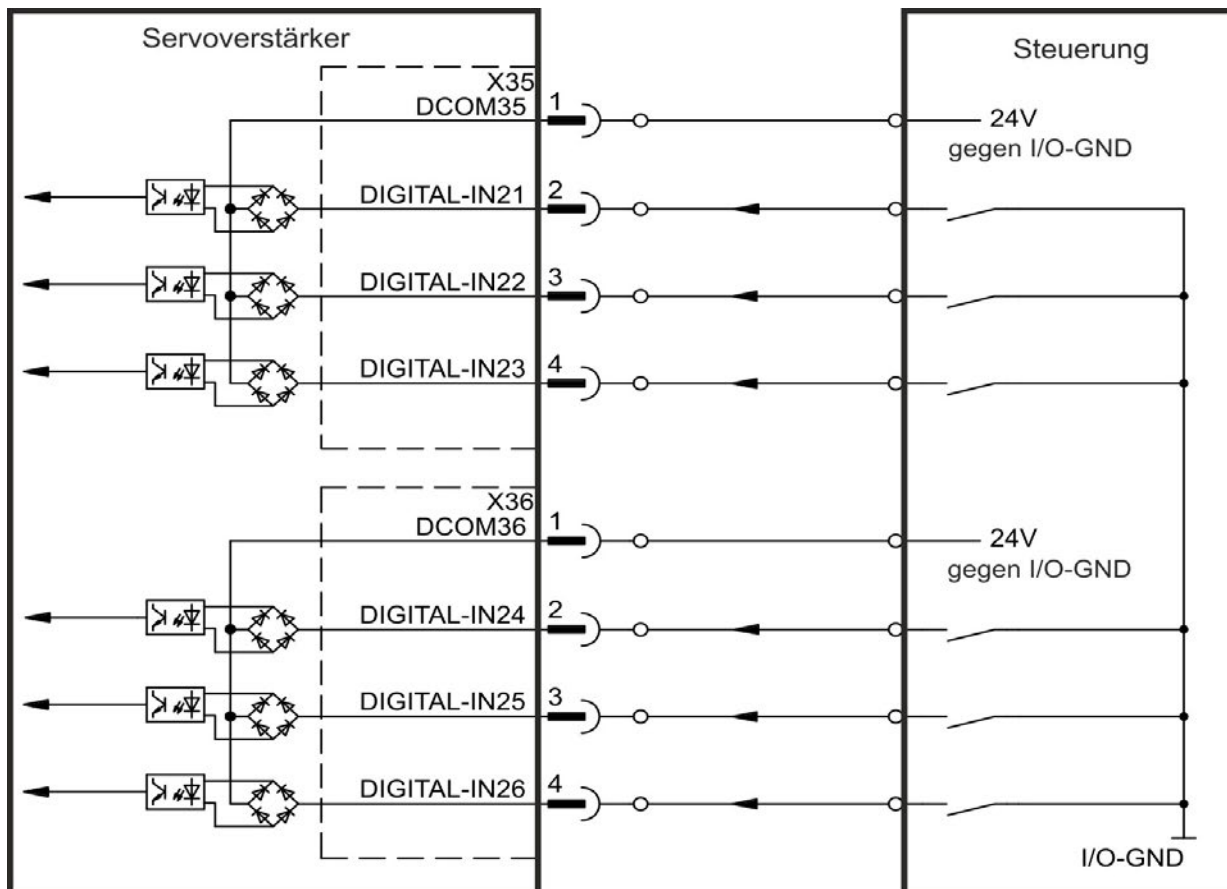 Servoverstärker
Steuerung
X35
DCOM35
1
24V
gegen I/O-GND
DIGITAL-IN21
2
DIGITAL-IN22
3
DIGITAL-IN23
4
X36
DCOM36
1
24V
gegen I/O-GND
DIGITAL-IN24
2
DIGITAL-IN25
3
DIGITAL-IN26
4
I/O-GND